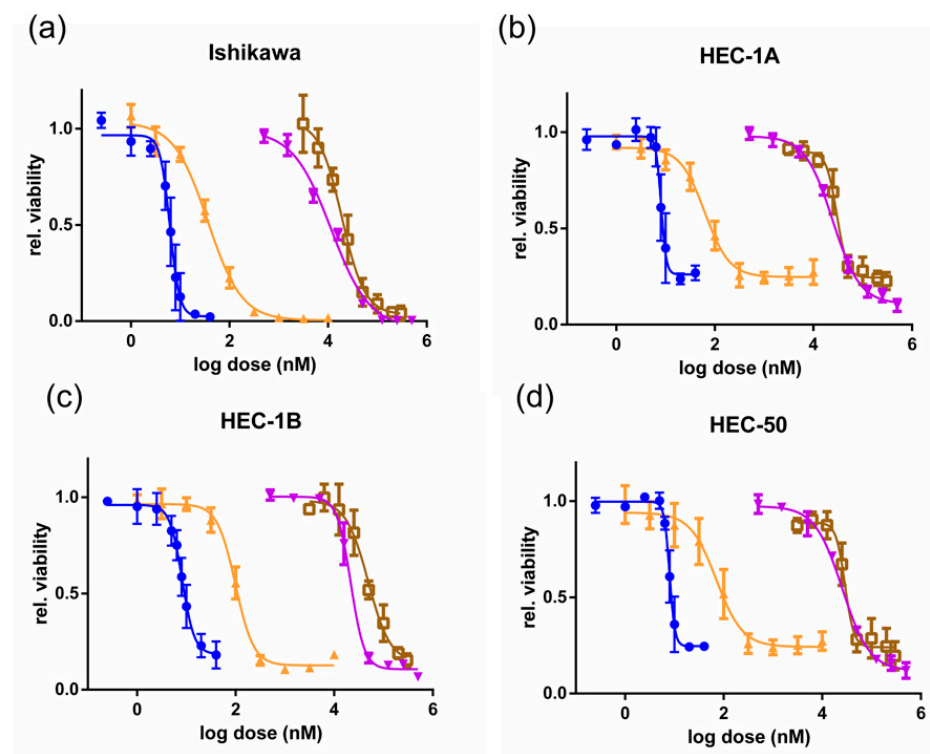 (a)
Ishikawa
rel. viability
1.0
0.5
0.0
0 2 4 6
log dose (nM)
(b)
HEC-1A
rel. viability
1.0
0.5
0.0
0 2 4 6
log dose (nM)
(c)
HEC-1B
rel. viability
1.0
0.5
0.0
0 2 4 6
log dose (nM)
(d)
HEC-50
rel. viability
1.0
0.5
0.0
0 2 4 6
log dose (nM)